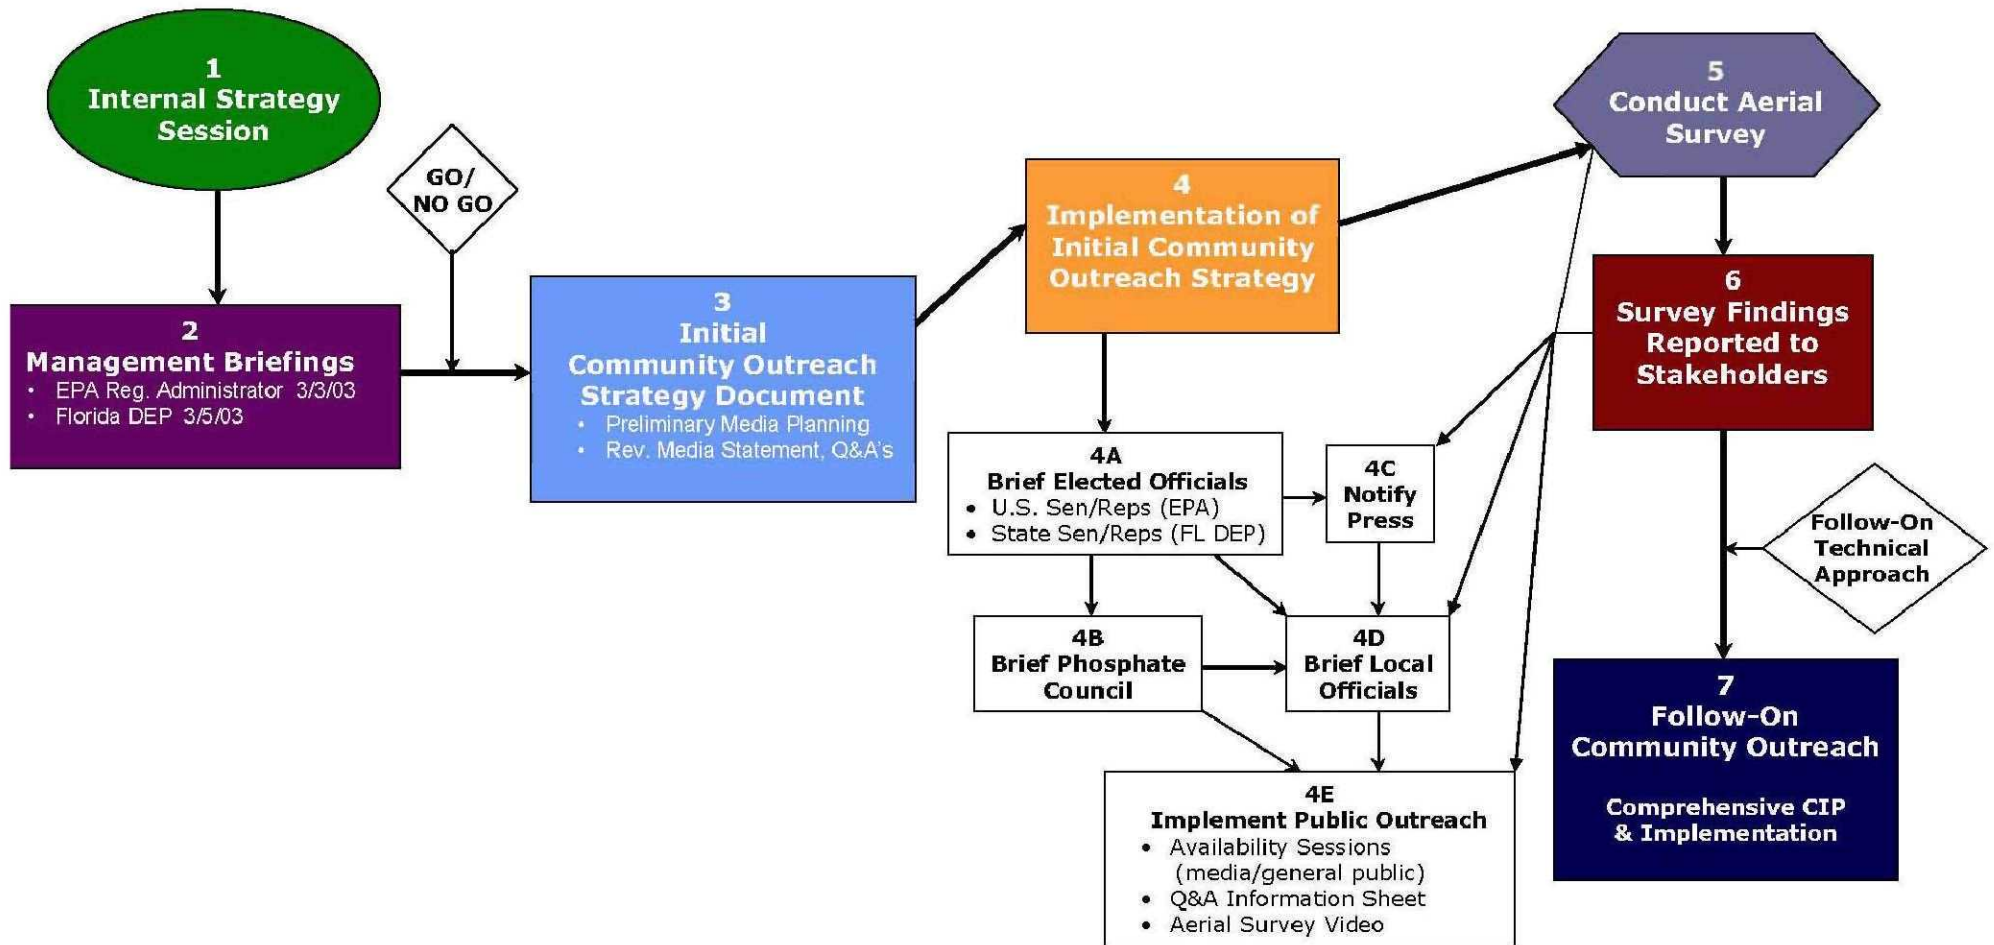 1
Internal Strategy
Session
2
Management Briefings
• EPA Reg. Administrator 3/3/03
• Florida DEP 3/5/03
GO/
NO GO
3
Initial
Community Outreach
Strategy Document
• Preliminary Media Planning
• Rev. Media Statement, Q&A's
4
Implementation of
Initial Community
Outreach Strategy
4A
Brief Elected Officials
• U.S. Sen/Reps (EPA)
• State Sen/Reps (FL DEP)
4B
Brief Phosphate
Council
4C
Notify
Press
4D
Brief Local
Officials
4E
Implement Public Outreach
• Availability Sessions
(media/general public)
• Q&A Information Sheet
• Aerial Survey Video
5
Conduct Aerial
Survey
6
Survey Findings
Reported to
Stakeholders
Follow-On
Technical
Approach
7
Follow-On
Community Outreach
Comprehensive CIP
& Implementation